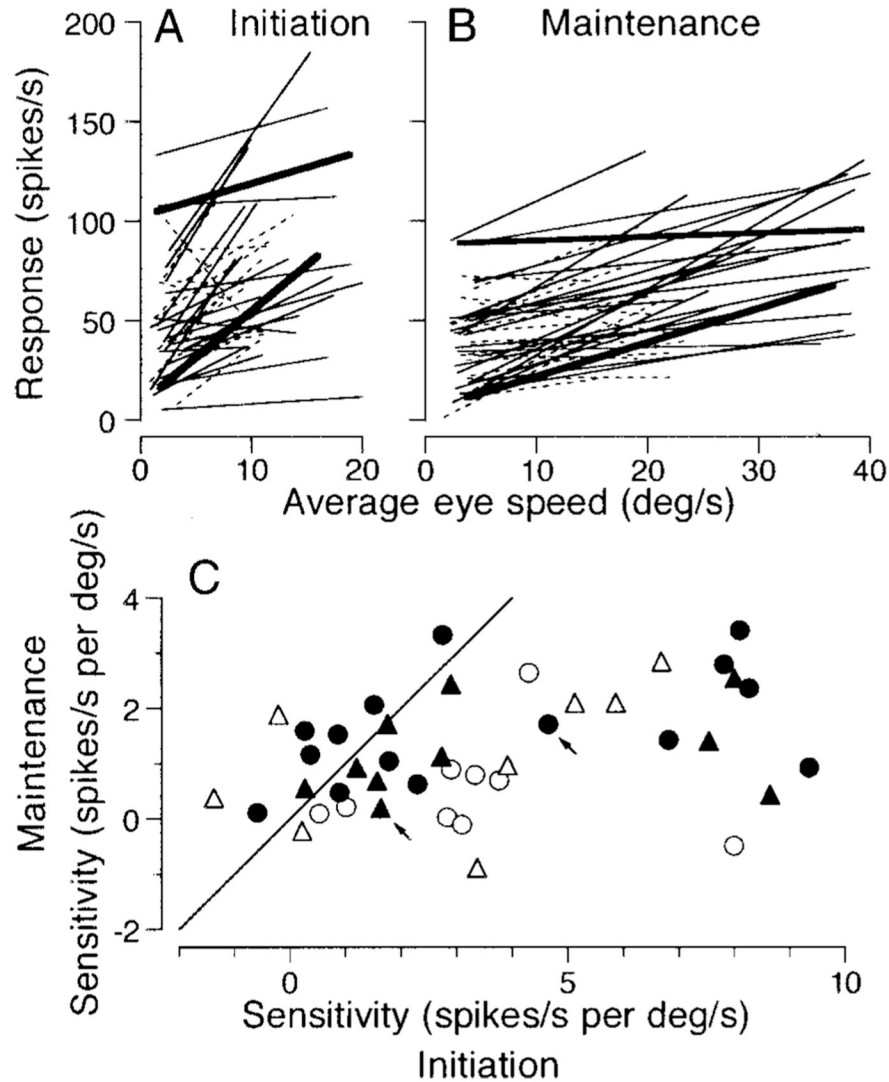 A Initiation
B Maintenance
Response (spikes/s)
200
150
100
50
0
0 10 20
0 10 20 30 40
Average eye speed (deg/s)
C
Maintenance
Sensitivity (spikes/s per deg/s)
4
2
0
-2
0 5 10
Sensitivity (spikes/s per deg/s)
Initiation